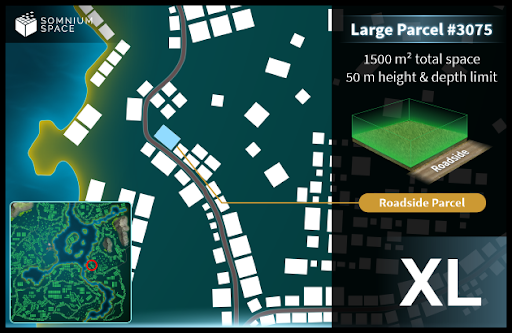 SOMNIUM
SPACE
Large Parcel #3075
1500 m² total space
50 m height & depth limit
Roadside
Roadside Parcel
XL